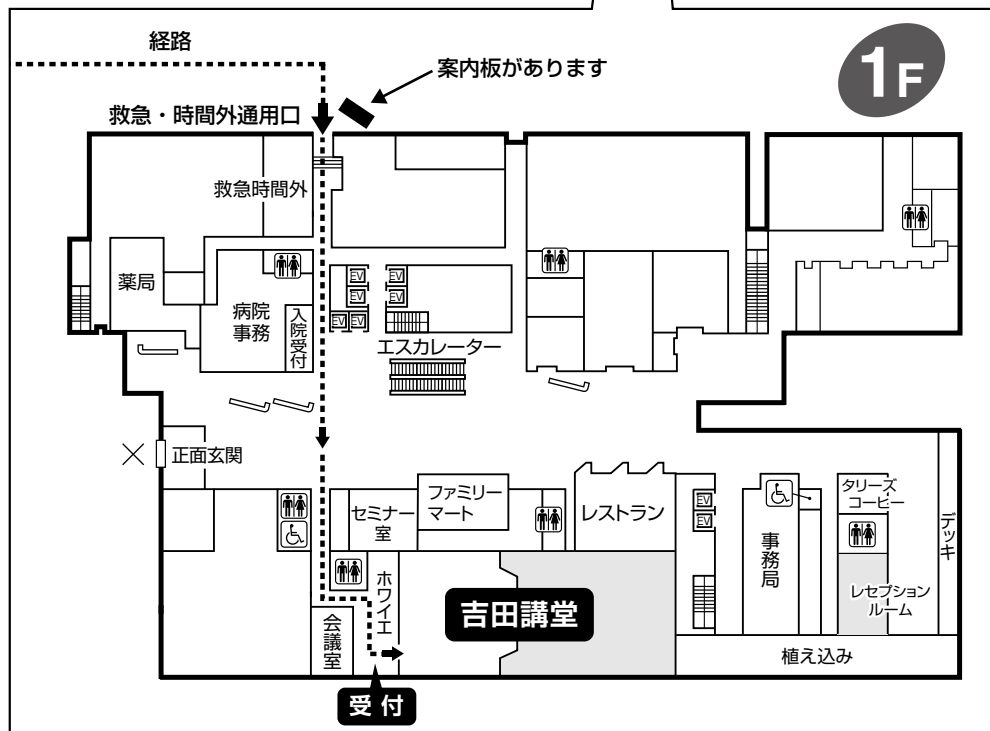 経路
案内板があります
1F
救急・時間外通用口
救急時間外
薬局
病院
事務
入院受付
EV
EV
EV
EV
EV
EV
エスカレーター
正面玄関
セミナー
室
ファミリー
マート
レストラン
EV
EV
事務局
タリーズ
コーヒー
デッキ
ホワイエ
吉田講堂
レセプション
ルーム
会議室
植え込み
受付